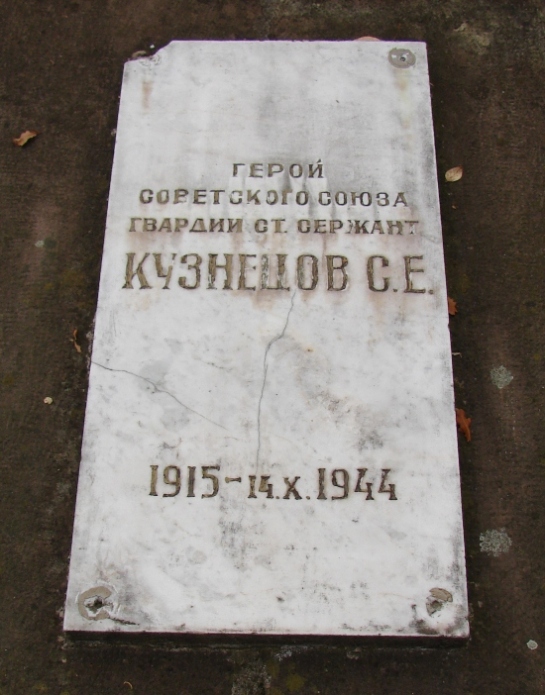 ГЕРОЙ
СОВЕТСКОГО СОЮЗА
ГВАРДИИ СТ. СЕРЖАНТ
КУЗНЕЦОВ С.Е.
1915-14.X.1944